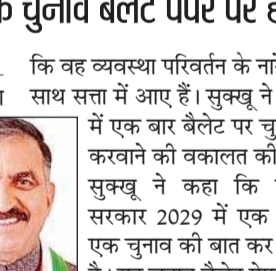 चुनाव बैलेट पेपर पर
कि वह व्यवस्था परिवर्तन के
साथ सत्ता में आए हैं। सुक्खू ने
में एक बार बैलेट पर
करवाने की वकालत की
सुक्खू ने कहा कि
सरकार 2029 में एक
एक चुनाव की बात कर